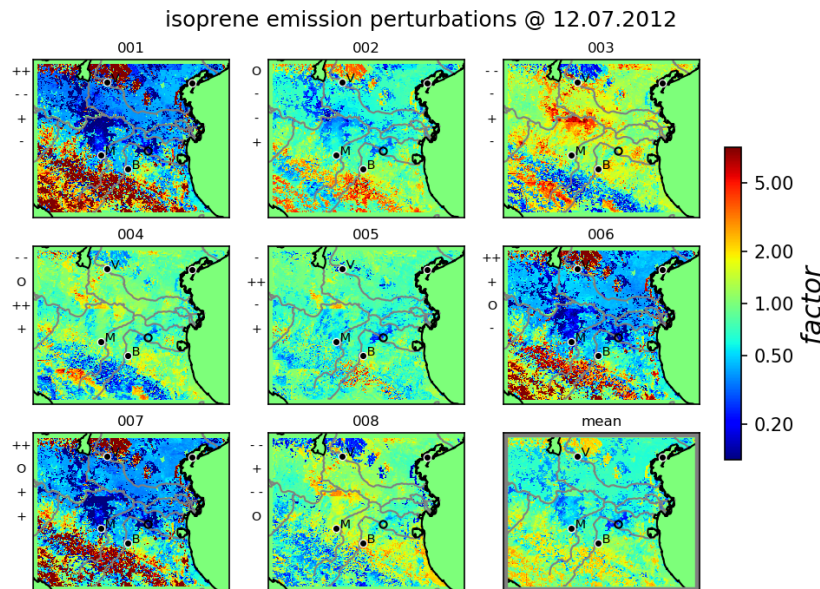 isoprene emission perturbations @ 12.07.2012
001
++
- -
+
-
M
B
002
O
-
-
+
V
M
B
003
- -
-
+
-
V
M
B
004
- -
O
++
+
V
M
B
005
-
++
-
+
V
M
B
006
++
+
O
-
M
B
007
++
O
+
+
M
B
008
- -
+
- -
O
V
M
B
mean
V
M
B
5.00
2.00
1.00
0.50
0.20
factor